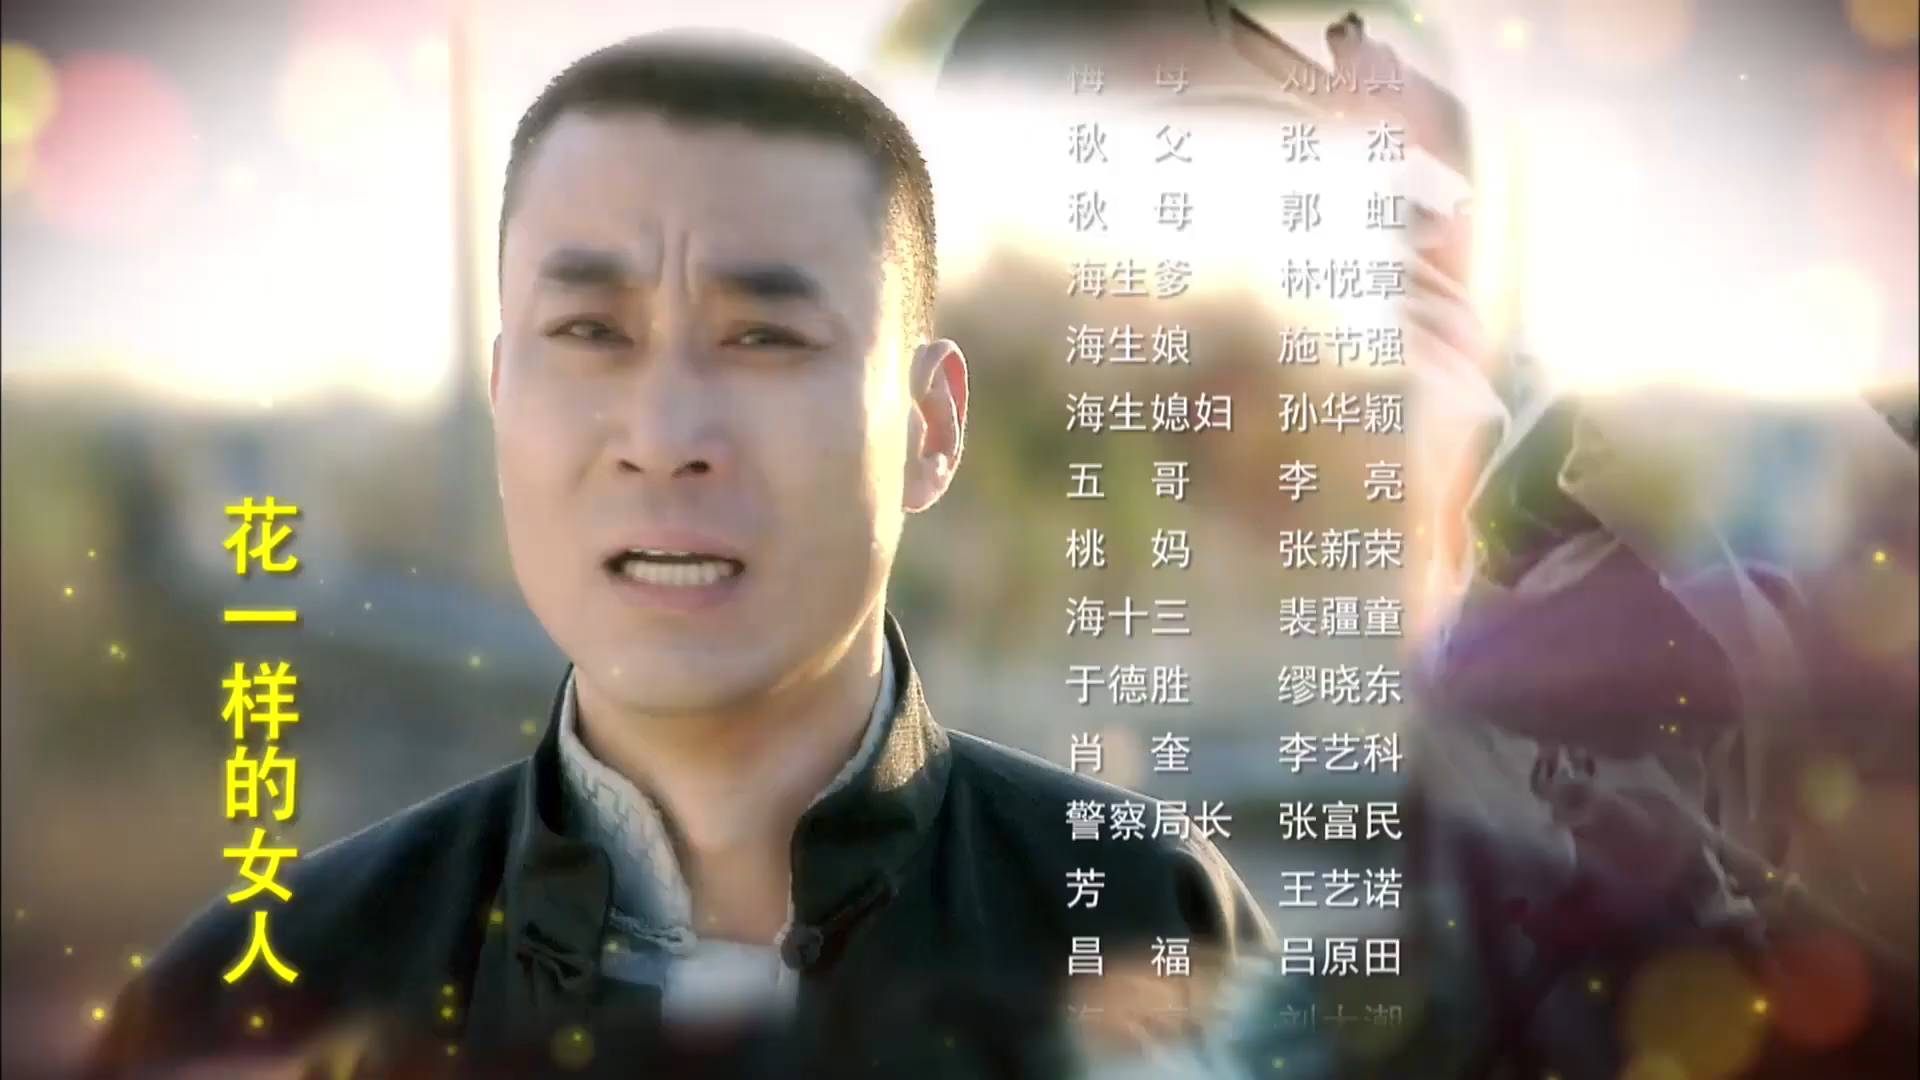 花一样的女人
秋 父 张 杰
秋 母 郭 虹
海生爹 林悦章
海生娘 施节强
海生媳妇 孙华颖
五 哥 李 亮
桃 妈 张新荣
海十三 裴疆童
于德胜 缪晓东
肖 奎 李艺科
警察局长 张富民
芳 王艺诺
昌 福 吕原田